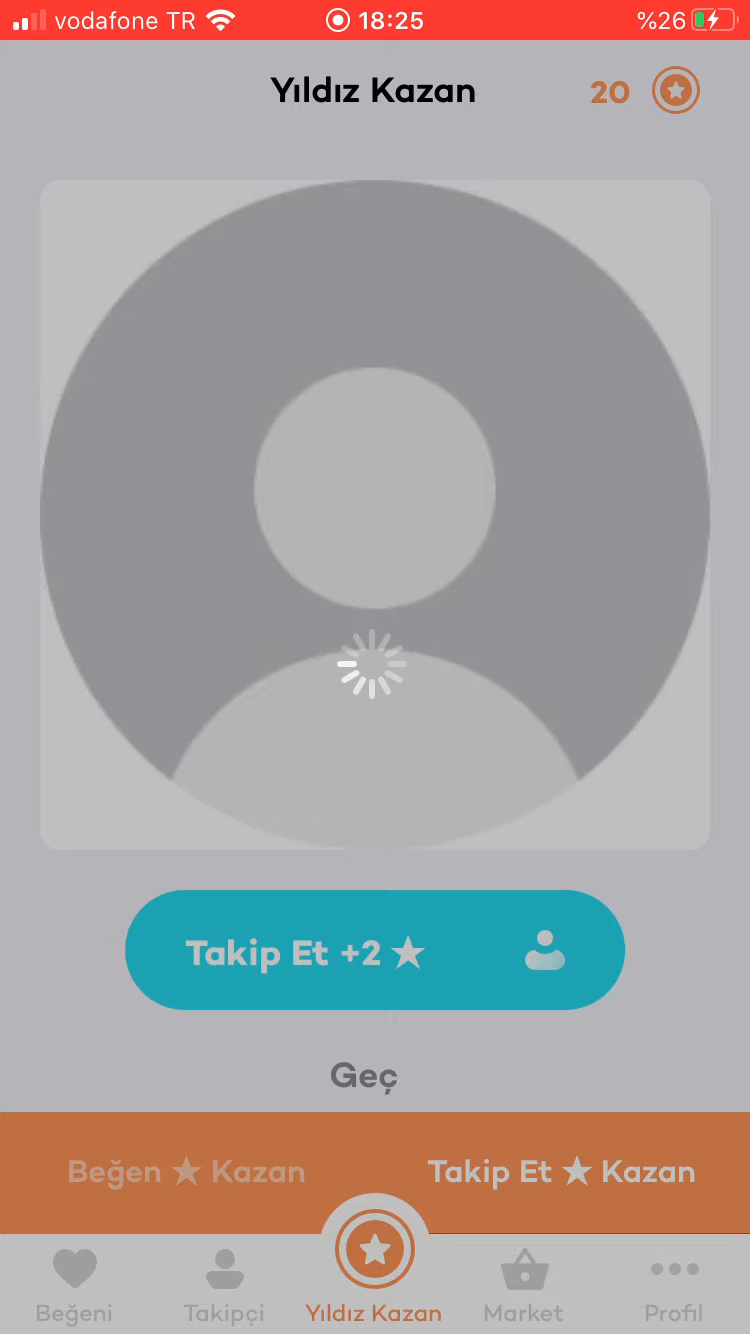 vodafone TR 18:25 %26
Yıldız Kazan 20
Takip Et +2 ★
Geç
Beğen ★ Kazan Takip Et ★ Kazan
Beğeni Takipçi Yıldız Kazan Market Profil